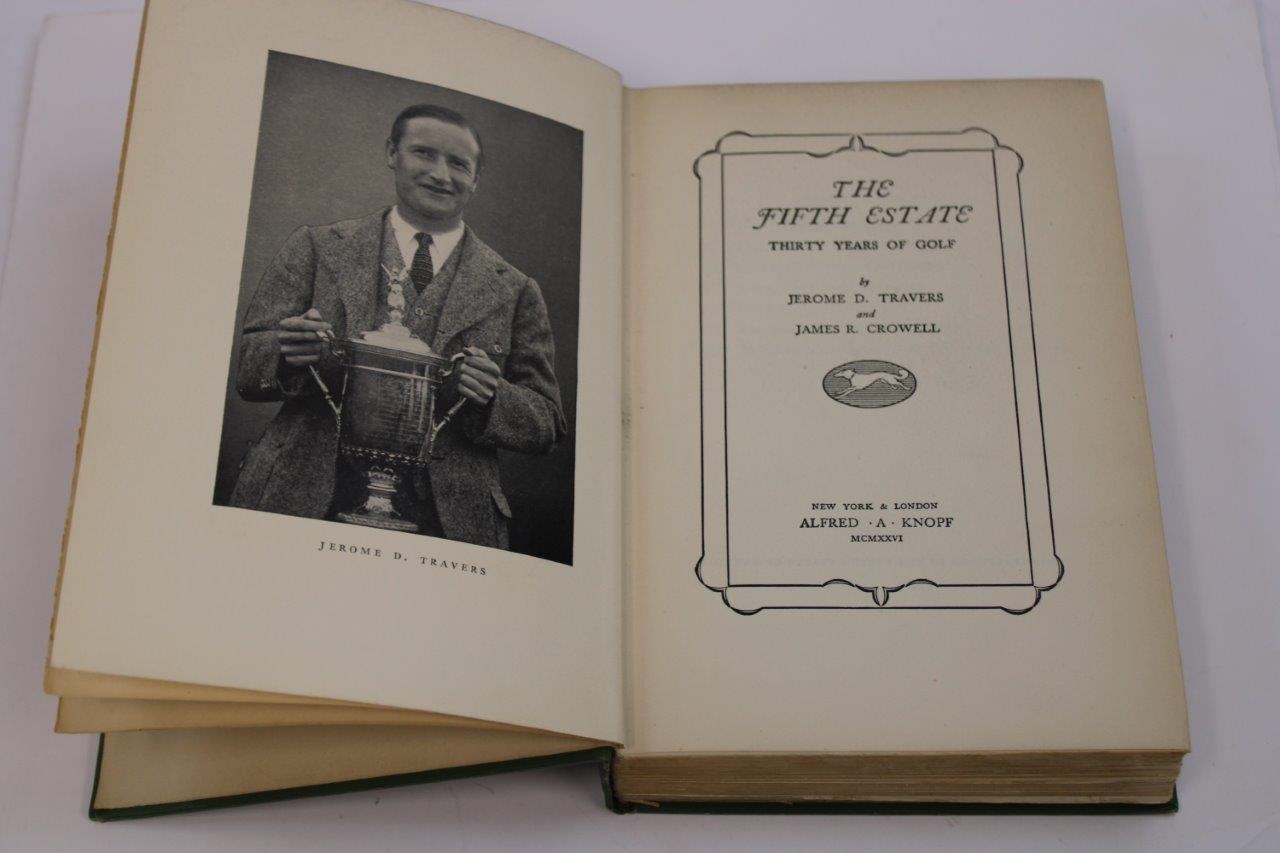 JEROME D. TRAVERS
THE
FIFTH ESTATE
THIRTY YEARS OF GOLF
by
JEROME D. TRAVERS
and
JAMES R. CROWELL
NEW YORK & LONDON
ALFRED · A · KNOPF
MCMXXVI